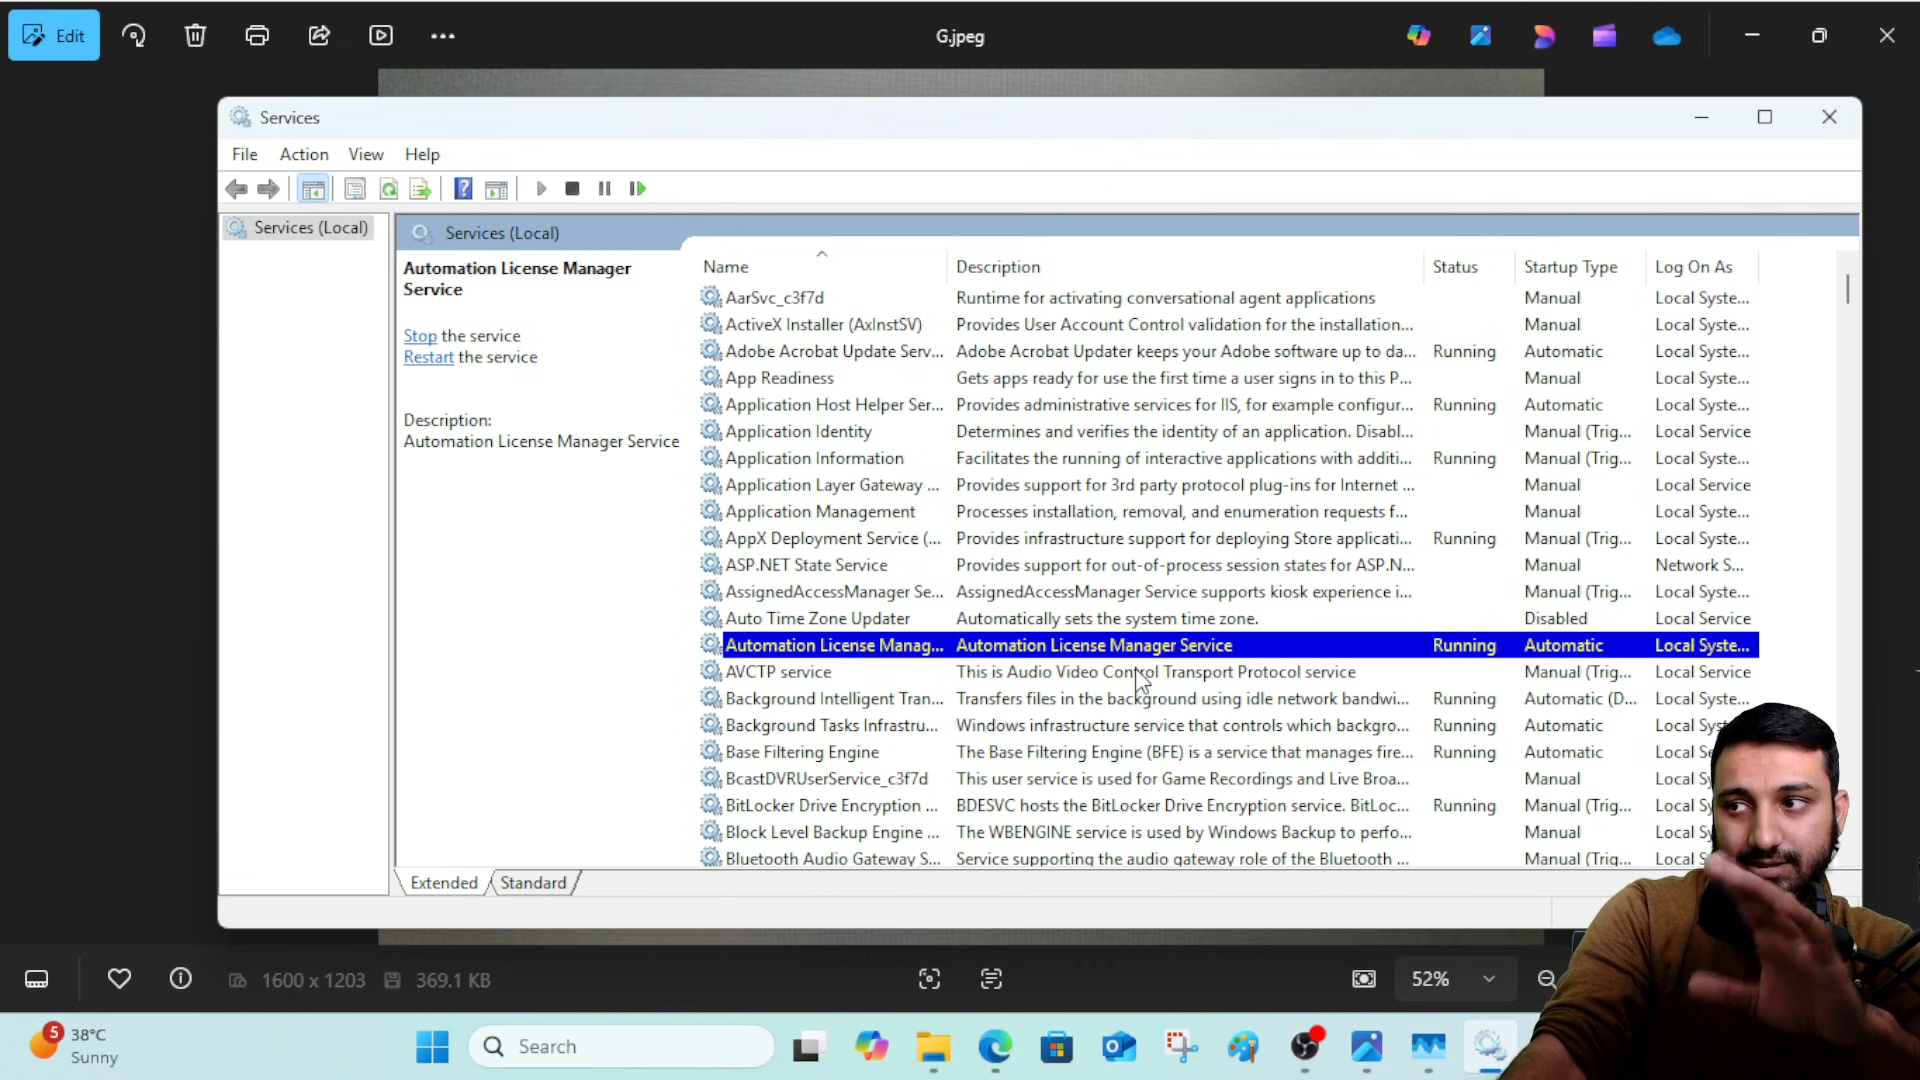 Edit
G.jpeg
Services
File Action View Help
Services (Local)
Services (Local)
Automation License Manager
Service
Stop the service
Restart the service
Description:
Automation License Manager Service
Name Description Status Startup Type Log On As
AarSvc_c3f7d Runtime for activating conversational agent applications Manual Local Syste...
ActiveX Installer (AxInstSV) Provides User Account Control validation for the installation... Manual Local Syste...
Adobe Acrobat Update Serv... Adobe Acrobat Updater keeps your Adobe software up to da... Running Automatic Local Syste...
App Readiness Gets apps ready for use the first time a user signs in to this P... Manual Local Syste...
Application Host Helper Ser... Provides administrative services for IIS, for example configur... Running Automatic Local Syste...
Application Identity Determines and verifies the identity of an application. Disabl... Manual (Trig... Local Service
Application Information Facilitates the running of interactive applications with additi... Running Manual (Trig... Local Syste...
Application Layer Gateway ... Provides support for 3rd party protocol plug-ins for Internet ... Manual Local Service
Application Management Processes installation, removal, and enumeration requests f... Manual Local Syste...
AppX Deployment Service (... Provides infrastructure support for deploying Store applicati... Running Manual (Trig... Local Syste...
ASP.NET State Service Provides support for out-of-process session states for ASP.N... Manual Network S...
AssignedAccessManager Se... AssignedAccessManager Service supports kiosk experience i... Manual (Trig... Local Syste...
Auto Time Zone Updater Automatically sets the system time zone. Disabled Local Service
Automation License Manag... Automation License Manager Service Running Automatic Local Syste...
AVCTP service This is Audio Video Control Transport Protocol service Manual (Trig... Local Service
Background Intelligent Tran... Transfers files in the background using idle network bandwi... Running Automatic (D... Local Syste...
Background Tasks Infrastru... Windows infrastructure service that controls which backgro... Running Automatic Local Syst
Base Filtering Engine The Base Filtering Engine (BFE) is a service that manages fire... Running Automatic Local Se
BcastDVRUserService_c3f7d This user service is used for Game Recordings and Live Broa... Manual Local Sy
BitLocker Drive Encryption ... BDESVC hosts the BitLocker Drive Encryption service. BitLoc... Running Manual (Trig... Local Sy
Block Level Backup Engine ... The WBENGINE service is used by Windows Backup to perfo... Manual Local Sy
Bluetooth Audio Gateway S... Service supporting the audio gateway role of the Bluetooth ... Manual (Trig... Local S
Extended Standard
1600 x 1203 369.1 KB 52%
5 38°C
Sunny
Search